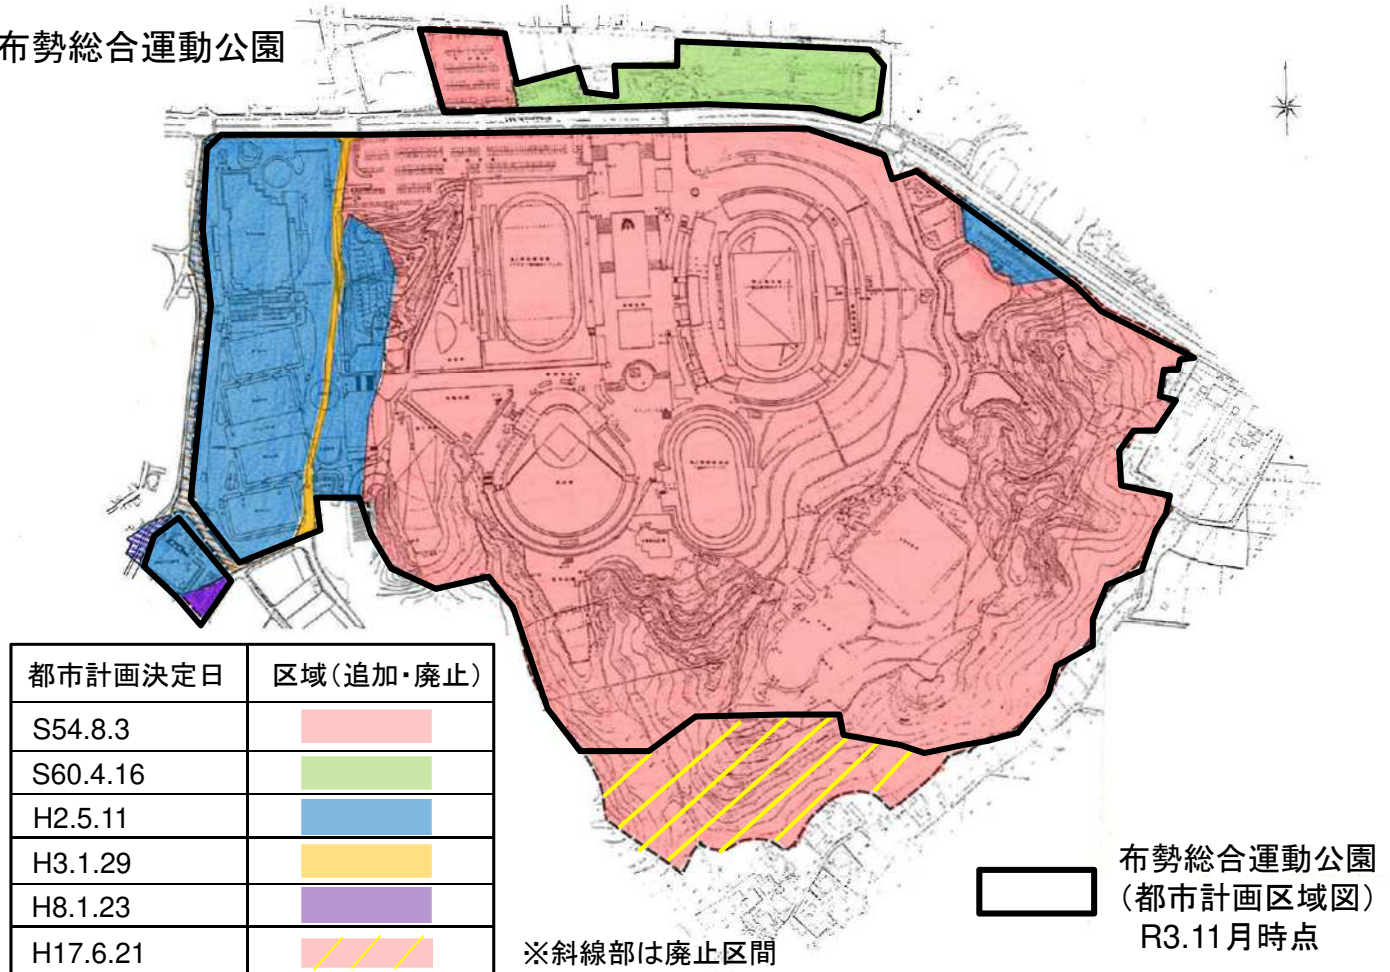 布勢総合運動公園
都市計画決定日 区域(追加・廃止)
S54.8.3
S60.4.16
H2.5.11
H3.1.29
H8.1.23
H17.6.21
※斜線部は廃止区間
布勢総合運動公園
(都市計画区域図)
R3.11月時点